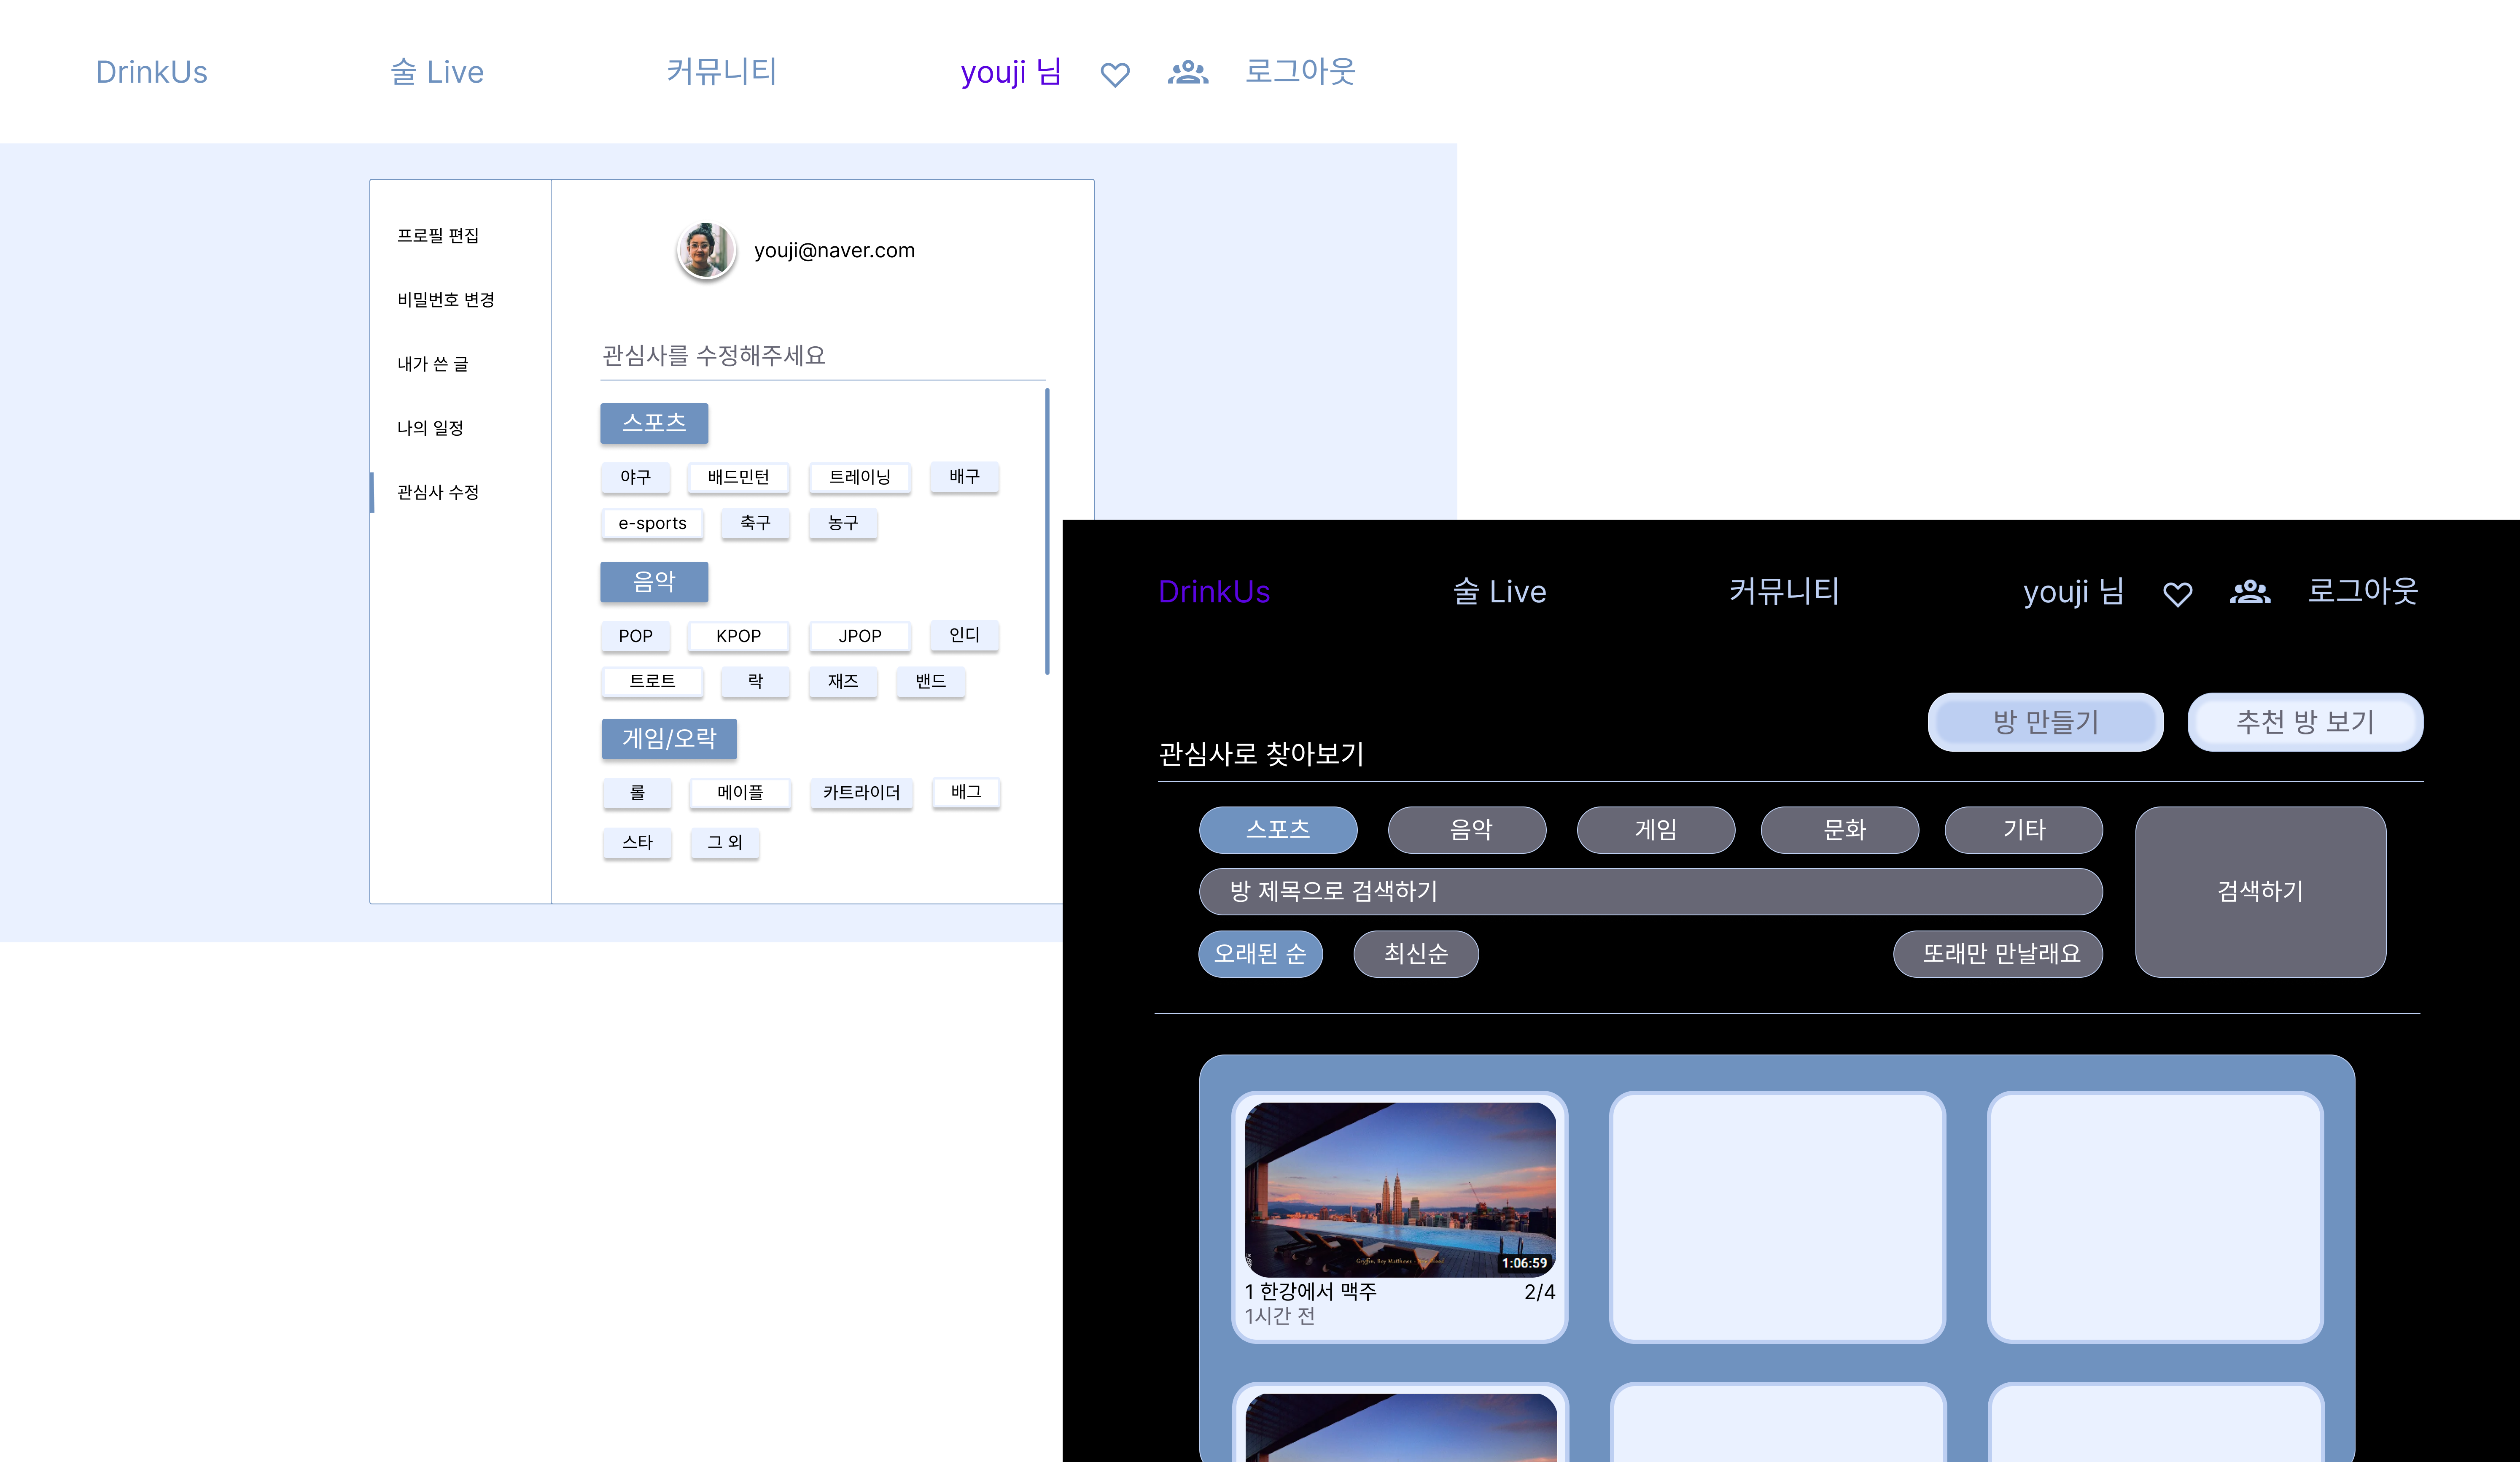 DrinkUs 술 Live 커뮤니티 youji 님 로그아웃
프로필 편집
비밀번호 변경
내가 쓴 글
나의 일정
관심사 수정
youji@naver.com
관심사를 수정해주세요
스포츠
야구 배드민턴 트레이닝 배구
e-sports 축구 농구
음악
POP KPOP JPOP 인디
트로트 락 재즈 밴드
게임/오락
롤 메이플 카트라이더 배그
스타 그 외
DrinkUs 술 Live 커뮤니티 youji 님 로그아웃
방 만들기 추천 방 보기
관심사로 찾아보기
스포츠 음악 게임 문화 기타
방 제목으로 검색하기
검색하기
오래된 순 최신순 또래만 만날래요
1:06:59
1 한강에서 맥주 2/4
1시간 전